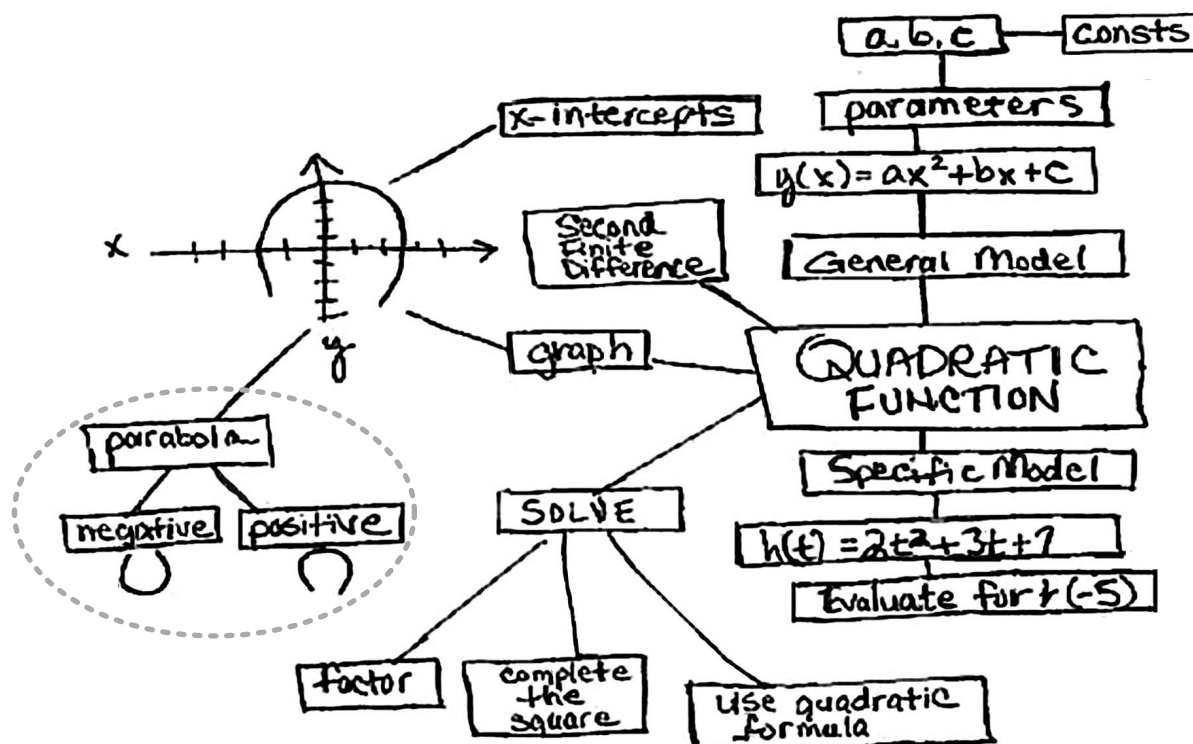 a, b, c
consts
parameters
x-intercepts
y(x) = ax²+bx+c
Second
Finite
Difference
General Model
x
y
graph
QUADRATIC
FUNCTION
parabola
Specific Model
negative
positive
SOLVE
h(t) = 2t²+3t+7
Evaluate for t (-5)
factor
complete
the
square
use quadratic
formula